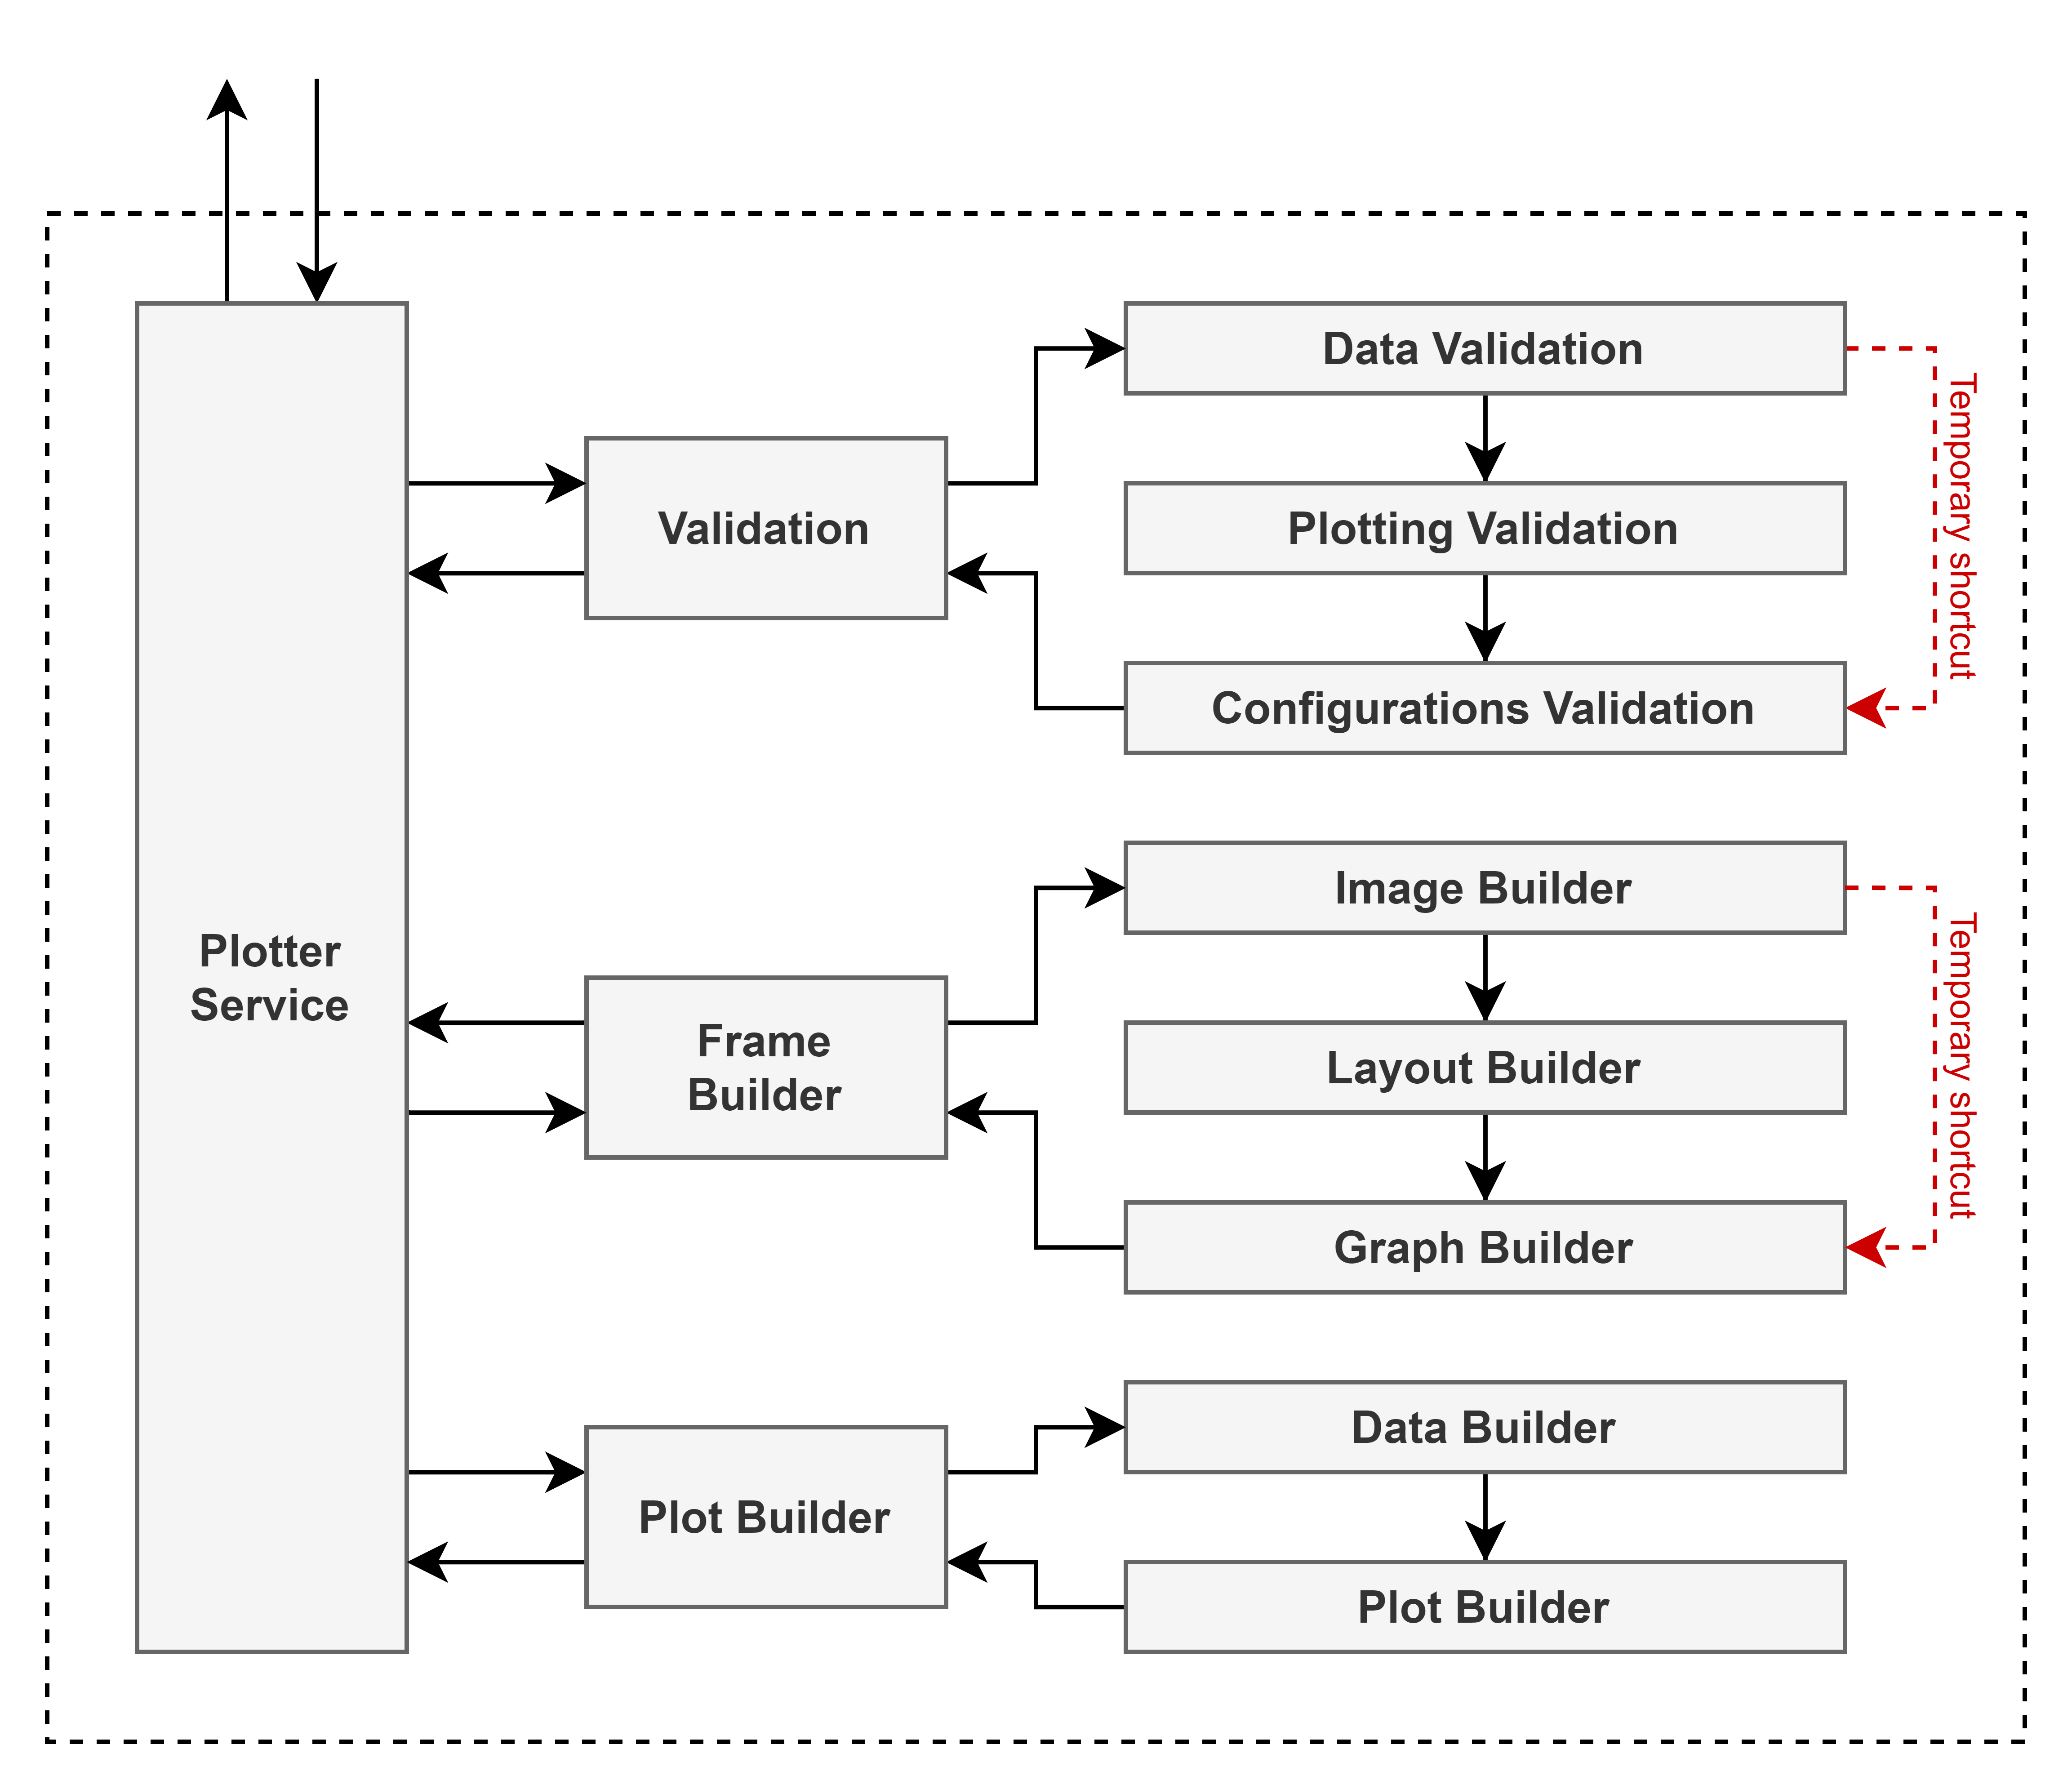 Plotter
Service
Validation
Data Validation
Plotting Validation
Configurations Validation
Temporary shortcut
Frame
Builder
Image Builder
Layout Builder
Graph Builder
Temporary shortcut
Plot Builder
Data Builder
Plot Builder